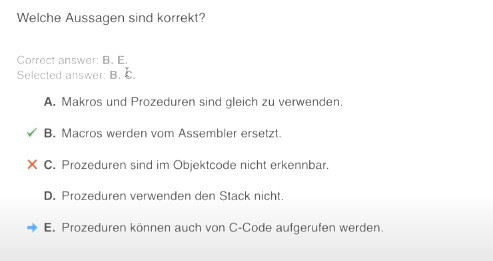 Welche Aussagen sind korrekt?
Correct answer: B. E.
Selected answer: B. C.
A. Makros und Prozeduren sind gleich zu verwenden.
B. Macros werden vom Assembler ersetzt.
C. Prozeduren sind im Objektcode nicht erkennbar.
D. Prozeduren verwenden den Stack nicht.
E. Prozeduren können auch von C-Code aufgerufen werden.